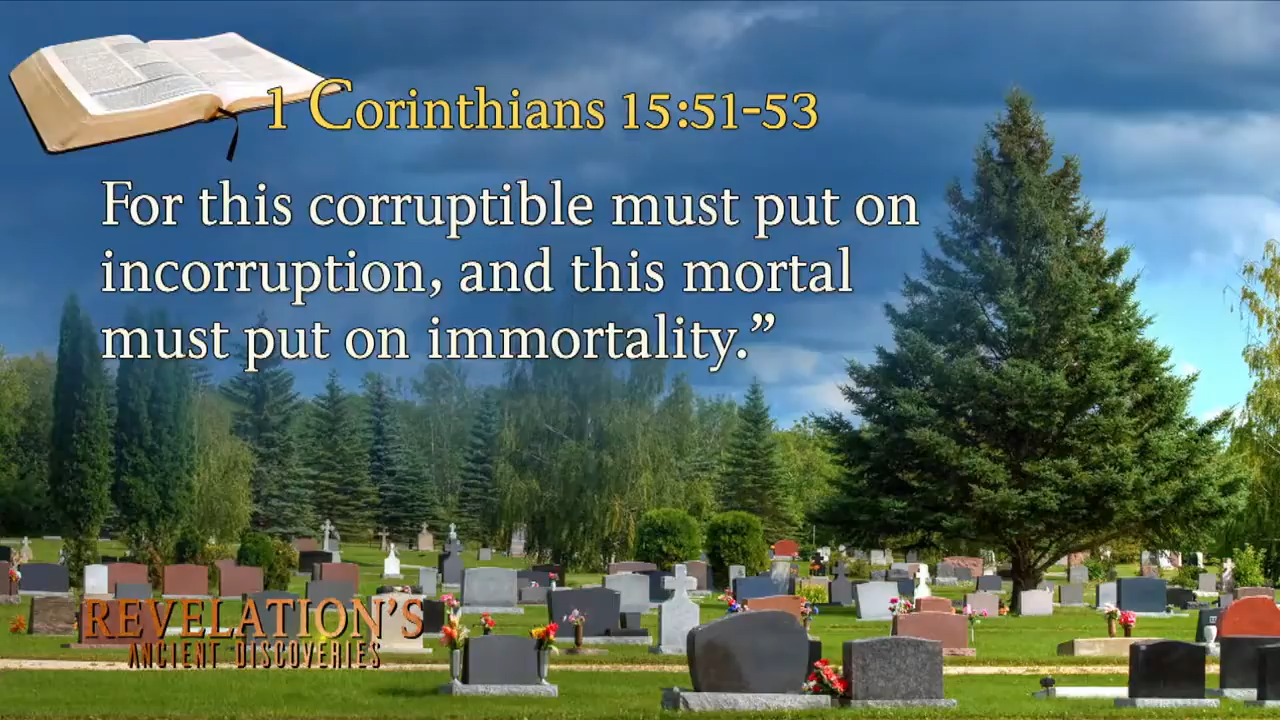 1 Corinthians 15:51-53
For this corruptible must put on
incorruption, and this mortal
must put on immortality.”
REVELATION'S
ANCIENT DISCOVERIES